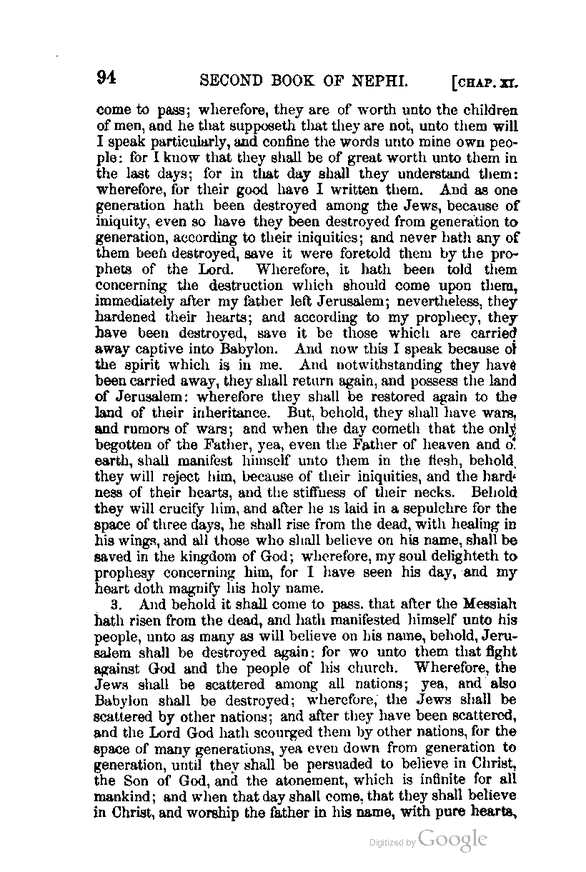 94 SECOND BOOK OF NEPHI. [CHAP. XI.
come to pass; wherefore, they are of worth unto the children
of men, and he that supposeth that they are not, unto them will
I speak particularly, and confine the words unto mine own peo-
ple: for I know that they shall be of great worth unto them in
the last days; for in that day shall they understand them:
wherefore, for their good have I written them. And as one
generation hath been destroyed among the Jews, because of
iniquity, even so have they been destroyed from generation to
generation, according to their iniquities; and never hath any of
them been destroyed, save it were foretold them by the pro-
phets of the Lord. Wherefore, it hath been told them
concerning the destruction which should come upon them,
immediately after my father left Jerusalem; nevertheless, they
hardened their hearts; and according to my prophecy, they
have been destroyed, save it be those which are carried
away captive into Babylon. And now this I speak because of
the spirit which is in me. And notwithstanding they have
been carried away, they shall return again, and possess the land
of Jerusalem: wherefore they shall be restored again to the
land of their inheritance. But, behold, they shall have wars,
and rumors of wars; and when the day cometh that the only
begotten of the Father, yea, even the Father of heaven and of
earth, shall manifest himself unto them in the flesh, behold,
they will reject him, because of their iniquities, and the hard-
ness of their hearts, and the stiffness of their necks. Behold
they will crucify him, and after he is laid in a sepulchre for the
space of three days, he shall rise from the dead, with healing in
his wings, and all those who shall believe on his name, shall be
saved in the kingdom of God; wherefore, my soul delighteth to
prophesy concerning him, for I have seen his day, and my
heart doth magnify his holy name.
3. And behold it shall come to pass. that after the Messiah
hath risen from the dead, and hath manifested himself unto his
people, unto as many as will believe on his name, behold, Jeru-
salem shall be destroyed again: for wo unto them that fight
against God and the people of his church. Wherefore, the
Jews shall be scattered among all nations; yea, and also
Babylon shall be destroyed; wherefore, the Jews shall be
scattered by other nations; and after they have been scattered,
and the Lord God hath scourged them by other nations, for the
space of many generations, yea even down from generation to
generation, until they shall be persuaded to believe in Christ,
the Son of God, and the atonement, which is infinite for all
mankind; and when that day shall come, that they shall believe
in Christ, and worship the father in his name, with pure hearts,
Digitized by Google